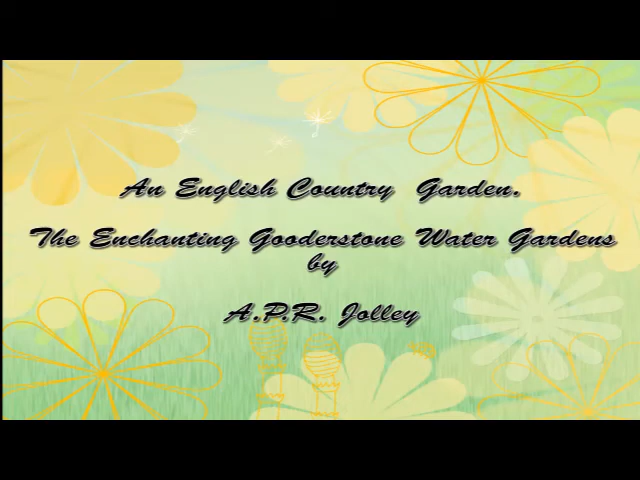 An English Country Garden.
The Enchanting Gooderstone Water Gardens
by
A.P.R. Jolley